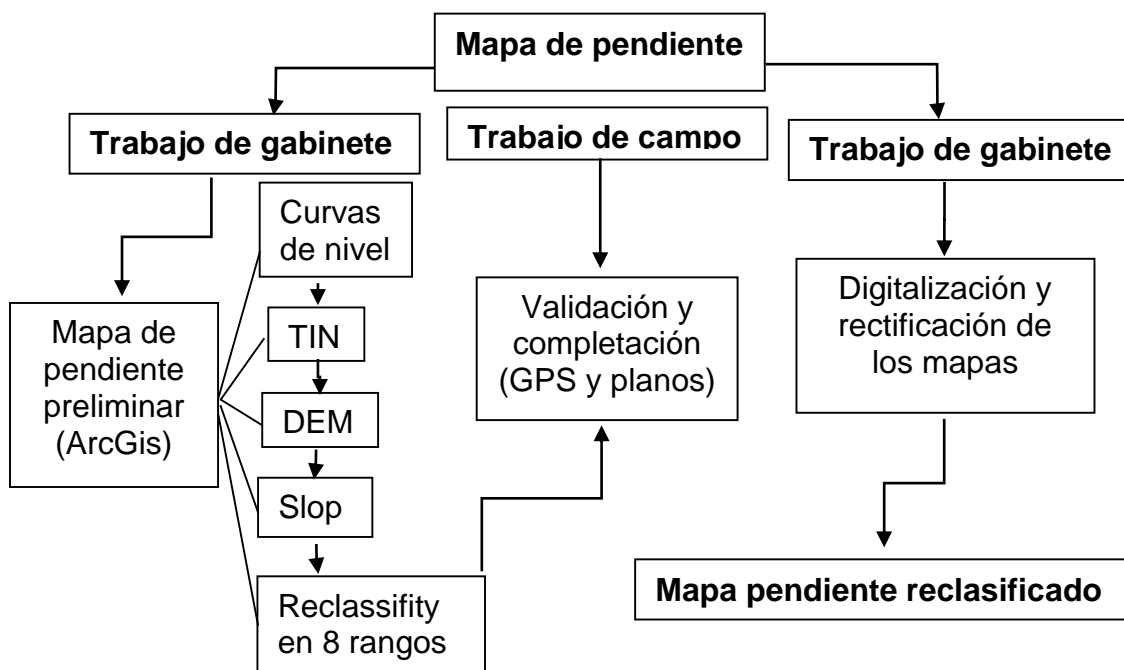 Mapa de pendiente
Trabajo de gabinete
Trabajo de campo
Trabajo de gabinete
Curvas
de nivel
TIN
DEM
Slop
Reclassifity
en 8 rangos
Mapa de
pendiente
preliminar
(ArcGis)
Validación y
completación
(GPS y planos)
Digitalización y
rectificación de
los mapas
Mapa pendiente reclasificado